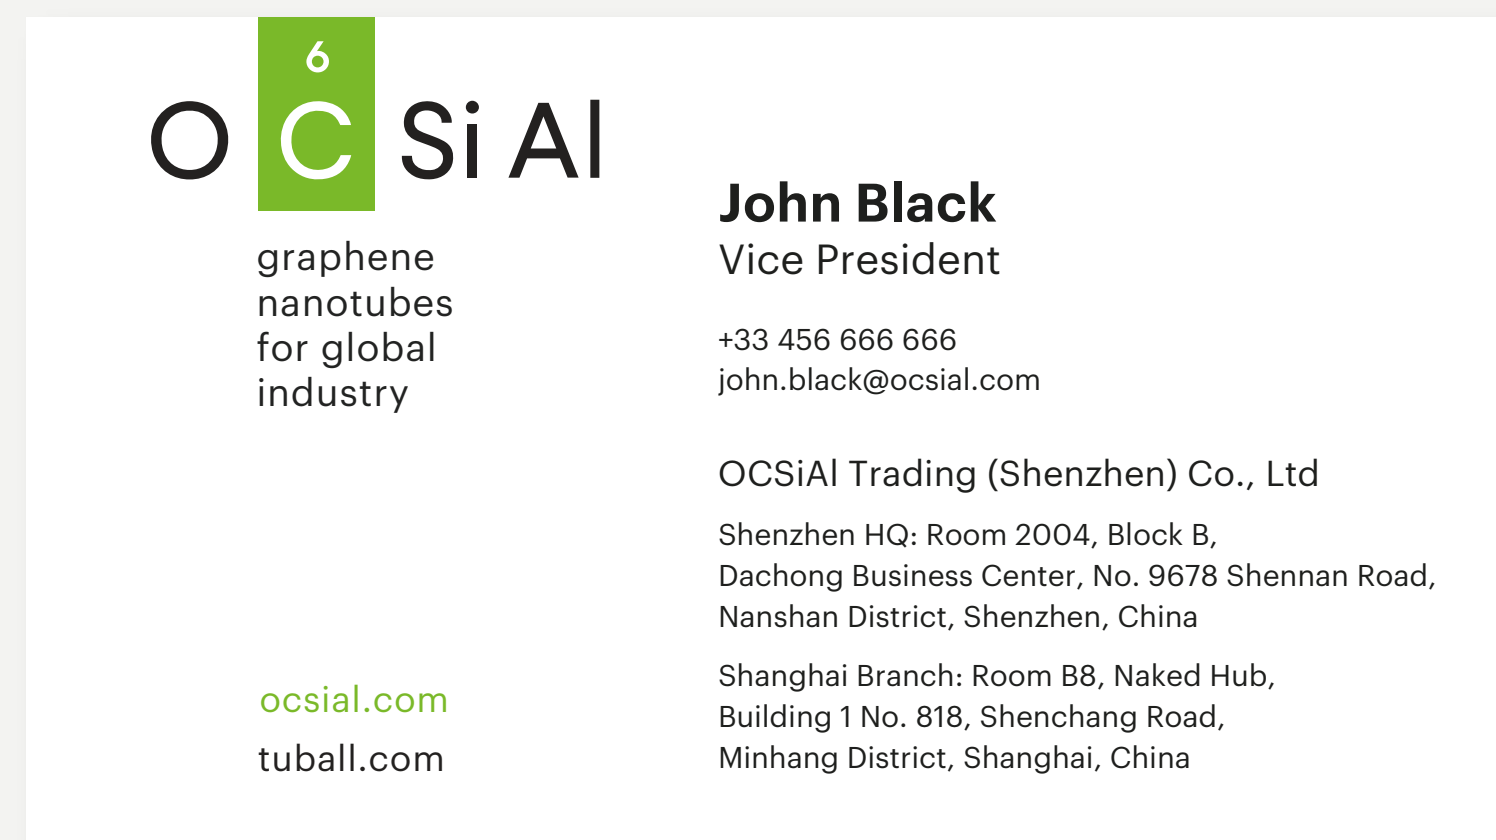 6
OCSiAl
graphene
nanotubes
for global
industry
ocsial.com
tuball.com
John Black
Vice President
+33 456 666 666
john.black@ocsial.com
OCSiAl Trading (Shenzhen) Co., Ltd
Shenzhen HQ: Room 2004, Block B,
Dachong Business Center, No. 9678 Shennan Road,
Nanshan District, Shenzhen, China
Shanghai Branch: Room B8, Naked Hub,
Building 1 No. 818, Shenchang Road,
Minhang District, Shanghai, China